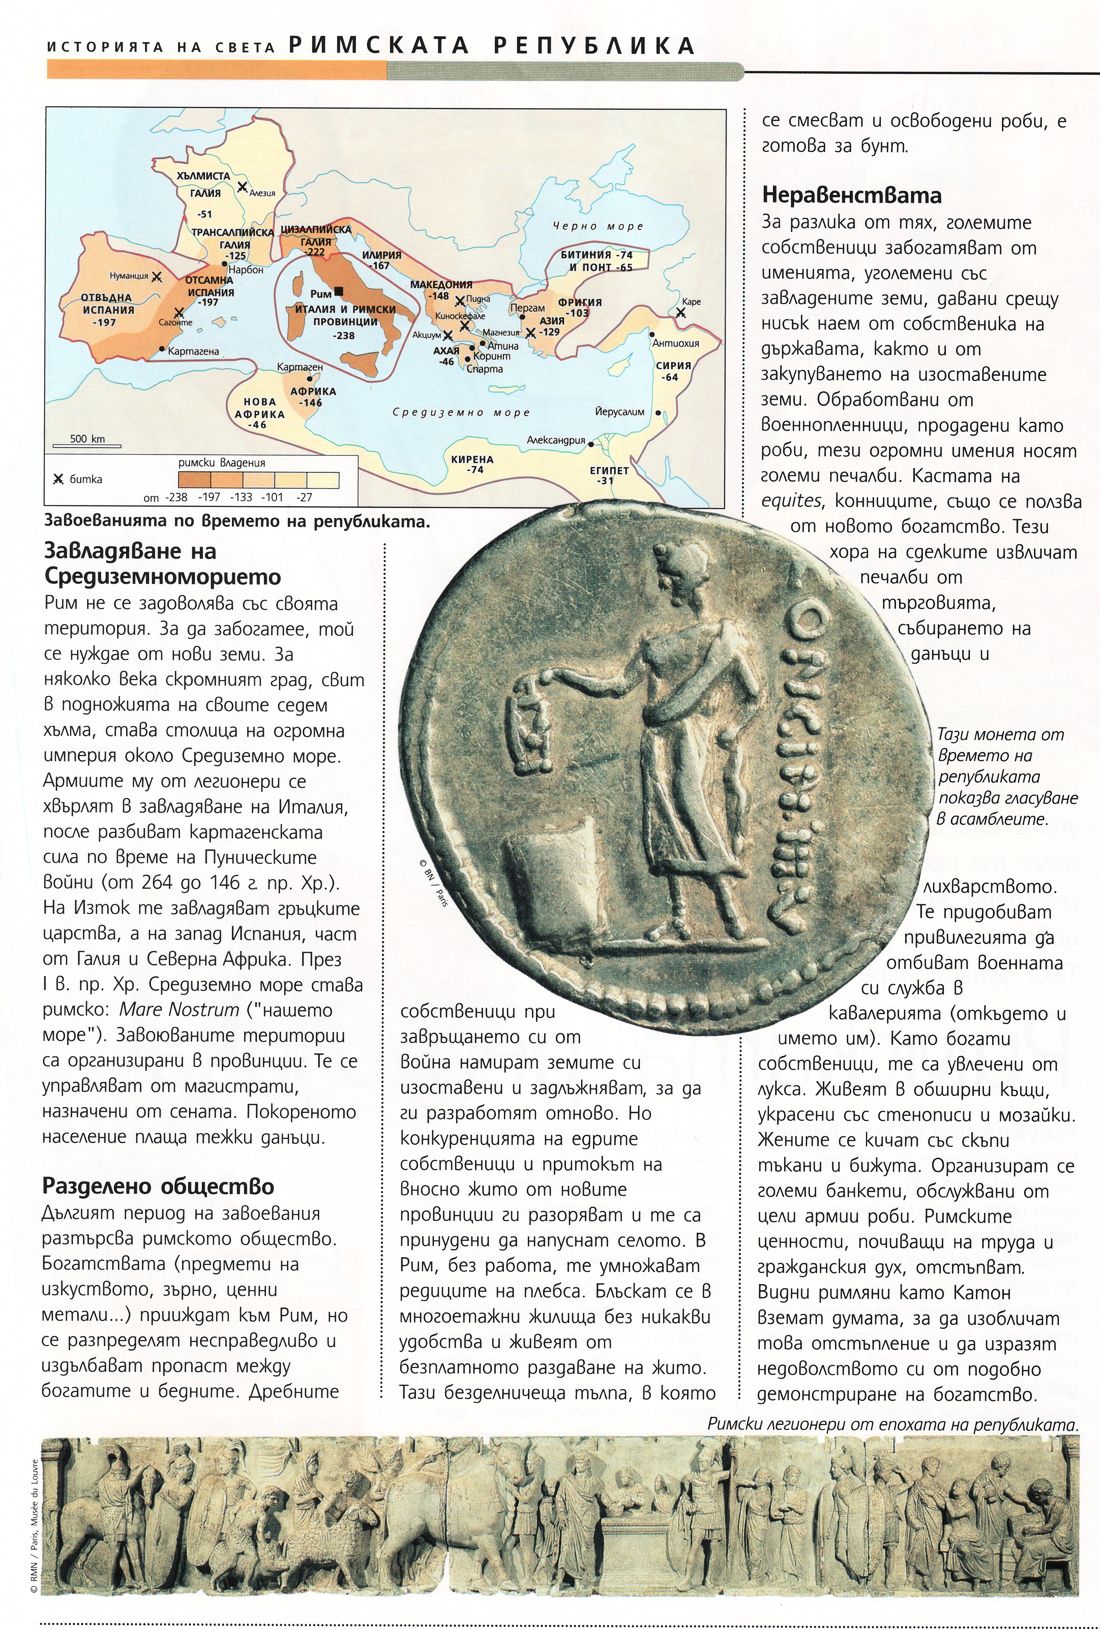 ИСТОРИЯТА НА СВЕТА РИМСКАТА РЕПУБЛИКА
ХЪЛМИСТА
ГАЛИЯ
-51
Алезия
ТРАНСАЛПИЙСКА
ГАЛИЯ
-125
Нарбон
ЦИЗАЛПИЙСКА
ГАЛИЯ
-222
ИЛИРИЯ
-167
Черно море
БИТИНИЯ -74
И ПОНТ -65
Нуманция
ОТСАМНА
ИСПАНИЯ
-197
ОТВЪДНА
ИСПАНИЯ
-197
Сагонте
Картагена
Рим
ИТАЛИЯ И РИМСКИ
ПРОВИНЦИИ
-238
МАКЕДОНИЯ
-148
Пидна
Киноскефале
Акциум
Магнезия
Пергам
ФРИГИЯ
-103
АЗИЯ
-129
Каре
Антиохия
АХАЯ
-46
Атина
Коринт
Спарта
СИРИЯ
-64
Картаген
АФРИКА
-146
НОВА
АФРИКА
-46
Средиземно море
Йерусалим
Александрия
КИРЕНА
-74
ЕГИПЕТ
-31
500 km
битка
римски владения
от -238 -197 -133 -101 -27
Завоеванията по времето на републиката.
Завладяване на
Средиземноморието
Рим не се задоволява със своята
територия. За да забогатее, той
се нуждае от нови земи. За
няколко века скромният град, свит
в подножията на своите седем
хълма, става столица на огромна
империя около Средиземно море.
Армиите му от легионери се
хвърлят в завладяване на Италия,
после разбиват картагенската
сила по време на Пуническите
войни (от 264 до 146 г. пр. Хр.).
На Изток те завладяват гръцките
царства, а на запад Испания, част
от Галия и Северна Африка. През
I в. пр. Хр. Средиземно море става
римско: Mare Nostrum ("нашето
море"). Завоюваните територии
са организирани в провинции. Те се
управляват от магистрати,
назначени от сената. Покореното
население плаща тежки данъци.
Разделено общество
Дългият период на завоевания
разтърсва римското общество.
Богатствата (предмети на
изкуството, зърно, ценни
метали...) прииждат към Рим, но
се разпределят несправедливо и
издълбават пропаст между
богатите и бедните. Дребните
собственици при
завръщането си от
война намират земите си
изоставени и задлъжняват, за да
ги разработят отново. Но
конкуренцията на едрите
собственици и притокът на
вносно жито от новите
провинции ги разоряват и те са
принудени да напуснат селото. В
Рим, без работа, те умножават
редиците на плебса. Блъскат се в
многоетажни жилища без никакви
удобства и живеят от
безплатното раздаване на жито.
Тази безделничеща тълпа, в която
се смесват и освободени роби, е
готова за бунт.
Неравенствата
За разлика от тях, големите
собственици забогатяват от
именията, уголемени със
завладените земи, давани срещу
нисък наем от собственика на
държавата, както и от
закупуването на изоставените
земи. Обработвани от
военнопленници, продадени като
роби, тези огромни имения носят
големи печалби. Кастата на
equites, конниците, също се ползва
от новото богатство. Тези
хора на сделките извличат
печалби от
търговията,
събирането на
данъци и
лихварството.
Те придобиват
привилегията да
отбиват военната
си служба в
кавалерията (откъдето и
името им). Като богати
собственици, те са увлечени от
лукса. Живеят в обширни къщи,
украсени със стенописи и мозайки.
Жените се кичат със скъпи
тъкани и бижута. Организират се
големи банкети, обслужвани от
цели армии роби. Римските
ценности, почиващи на труда и
гражданския дух, отстъпват.
Видни римляни като Катон
вземат думата, за да изобличат
това отстъпление и да изразят
недоволството си от подобно
демонстриране на богатство.
Тази монета от
времето на
републиката
показва гласуване
в асамблеите.
© BN / Paris
Римски легионери от епохата на републиката.
© RMN / Paris, Musée du Louvre